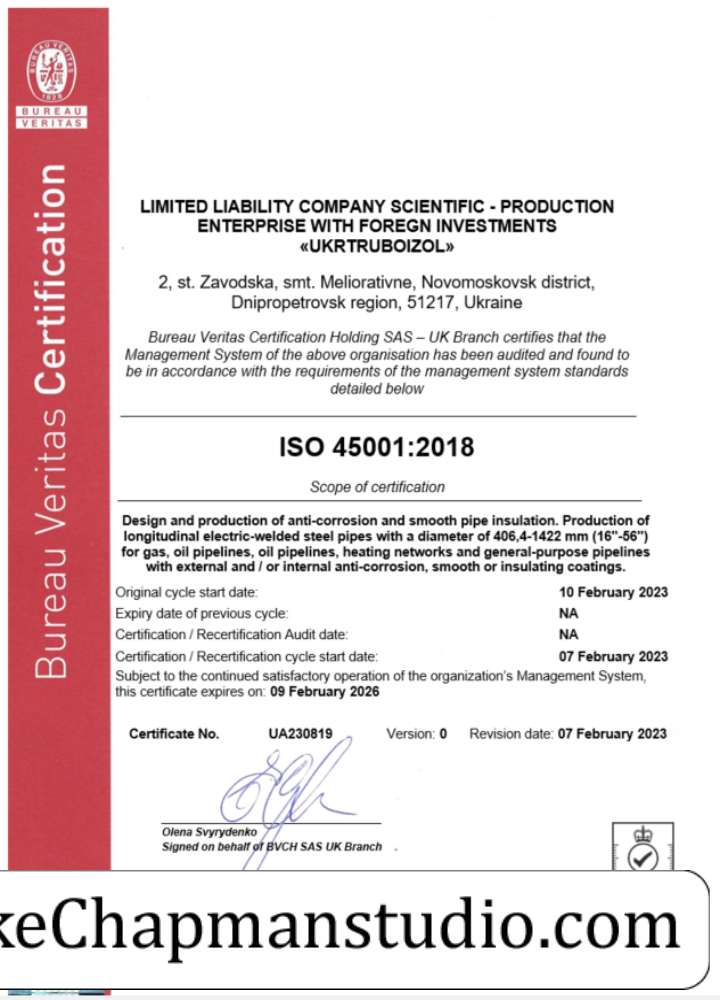 BUREAU VERITAS
1828
BUREAU
VERITAS
Bureau Veritas Certification
LIMITED LIABILITY COMPANY SCIENTIFIC - PRODUCTION
ENTERPRISE WITH FOREGN INVESTMENTS
«UKRTRUBOIZOL»
2, st. Zavodska, smt. Meliorativne, Novomoskovsk district,
Dnipropetrovsk region, 51217, Ukraine
Bureau Veritas Certification Holding SAS – UK Branch certifies that the
Management System of the above organisation has been audited and found to
be in accordance with the requirements of the management system standards
detailed below
ISO 45001:2018
Scope of certification
Design and production of anti-corrosion and smooth pipe insulation. Production of
longitudinal electric-welded steel pipes with a diameter of 406,4-1422 mm (16"-56")
for gas, oil pipelines, oil pipelines, heating networks and general-purpose pipelines
with external and / or internal anti-corrosion, smooth or insulating coatings.
Original cycle start date: 10 February 2023
Expiry date of previous cycle: NA
Certification / Recertification Audit date: NA
Certification / Recertification cycle start date: 07 February 2023
Subject to the continued satisfactory operation of the organization's Management System,
this certificate expires on: 09 February 2026
Certificate No. UA230819 Version: 0 Revision date: 07 February 2023
Olena Svyrydenko
Signed on behalf of BVCH SAS UK Branch
keChapmanstudio.com